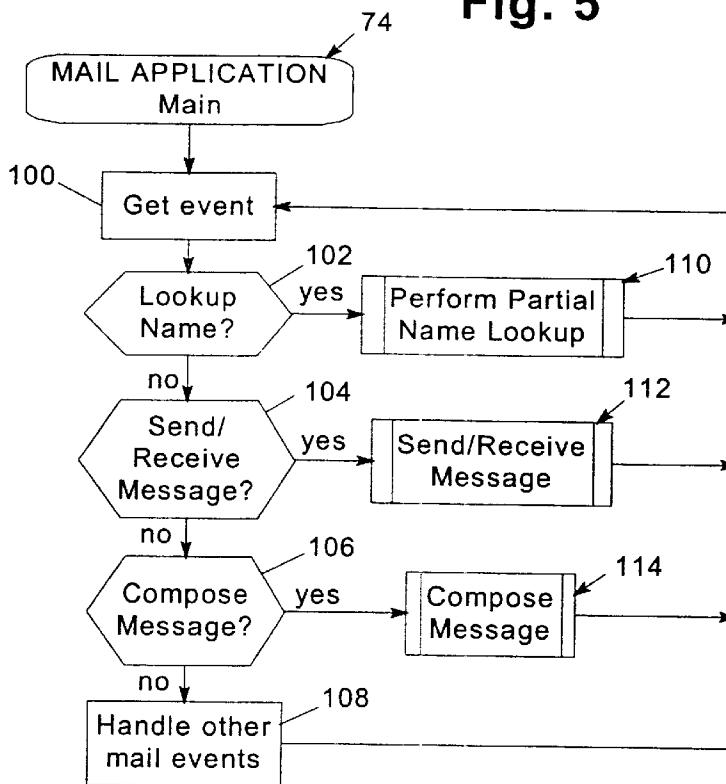 Fig. 5
74
MAIL APPLICATION
Main
100
Get event
102
Lookup
Name?
yes
110
Perform Partial
Name Lookup
no
104
Send/
Receive
Message?
yes
112
Send/Receive
Message
no
106
Compose
Message?
yes
114
Compose
Message
no
108
Handle other
mail events